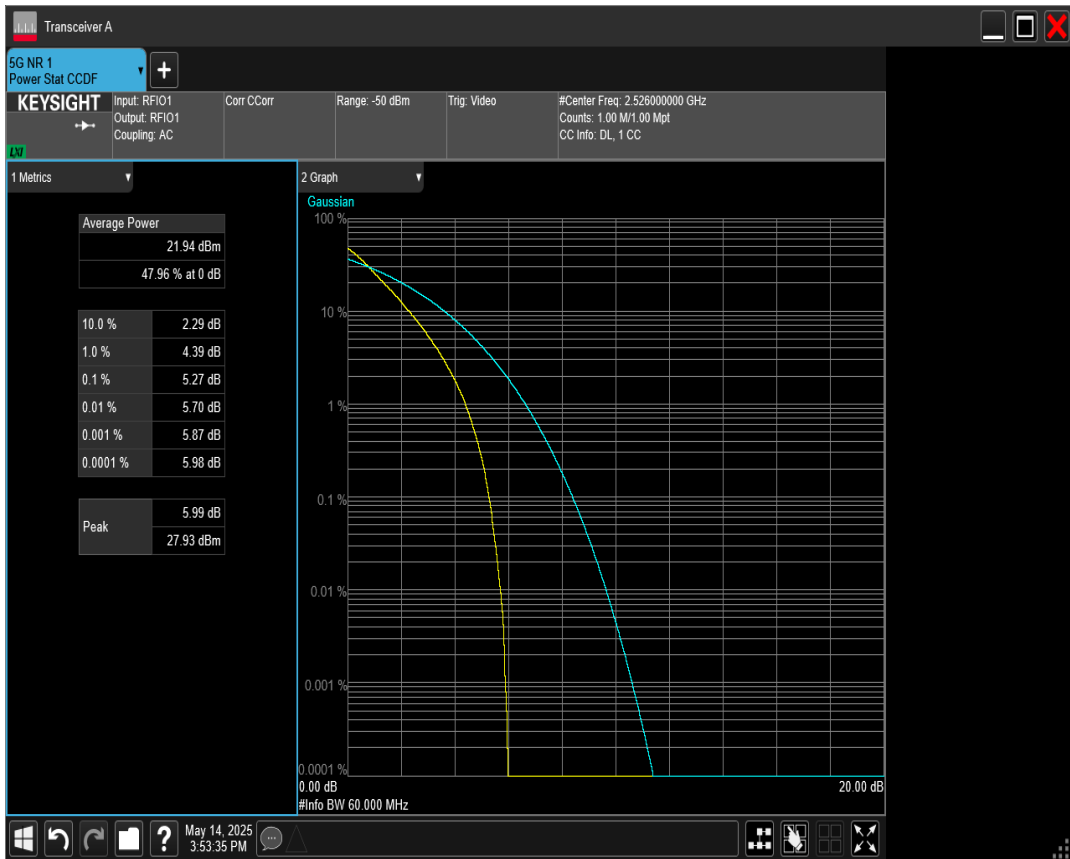 Transceiver A
5G NR 1
Power Stat CCDF
KEYSIGHT
LXI
Input: RFIO1
Output: RFIO1
Coupling: AC
Corr CCorr
Range: -50 dBm
Trig: Video
#Center Freq: 2.526000000 GHz
Counts: 1.00 M/1.00 Mpt
CC Info: DL, 1 CC
1 Metrics
Average Power
21.94 dBm
47.96 % at 0 dB
10.0 % 2.29 dB
1.0 % 4.39 dB
0.1 % 5.27 dB
0.01 % 5.70 dB
0.001 % 5.87 dB
0.0001 % 5.98 dB
Peak
5.99 dB
27.93 dBm
2 Graph
Gaussian
100 %
10 %
1 %
0.1 %
0.01 %
0.001 %
0.0001 %
0.00 dB 20.00 dB
#Info BW 60.000 MHz
?
May 14, 2025
3:53:35 PM